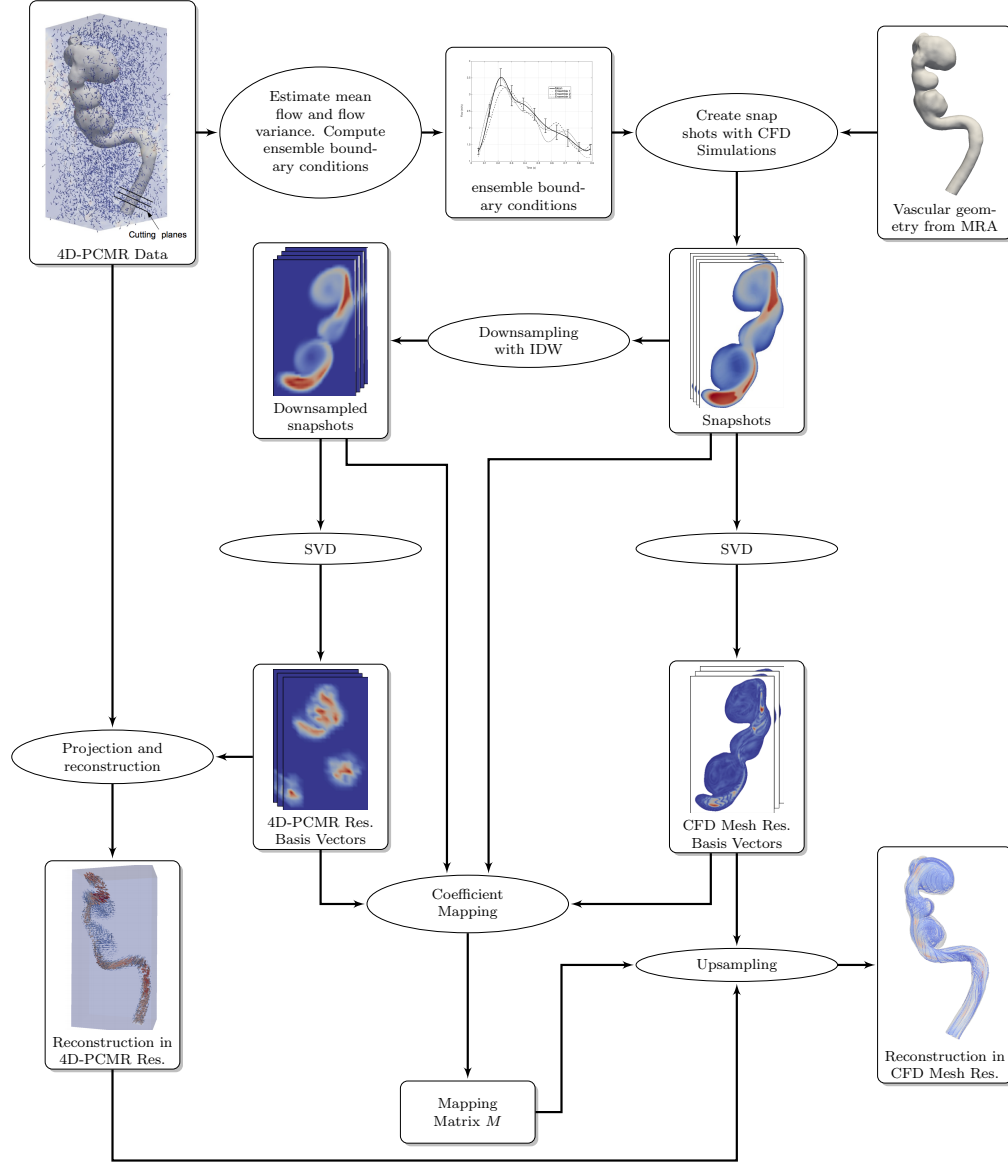 Cutting planes
4D-PCMR Data
Estimate mean
flow and flow
variance. Compute
ensemble bound-
ary conditions
ensemble bound-
ary conditions
Create snap
shots with CFD
Simulations
Vascular geom-
etry from MRA
Downsampled
snapshots
Downsampling
with IDW
Snapshots
SVD
SVD
Projection and
reconstruction
4D-PCMR Res.
Basis Vectors
CFD Mesh Res.
Basis Vectors
Coefficient
Mapping
Upsampling
Reconstruction in
4D-PCMR Res.
Mapping
Matrix M
Reconstruction in
CFD Mesh Res.